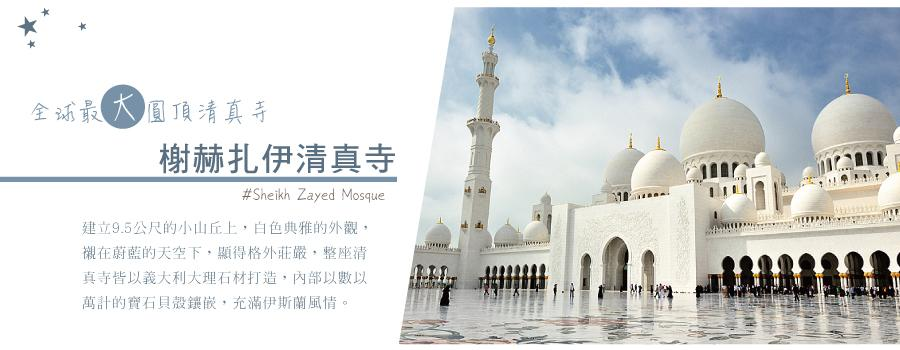 全球最大圓頂清真寺
榭赫扎伊清真寺
#Sheikh Zayed Mosque
建立9.5公尺的小山丘上，白色典雅的外觀，
襯在蔚藍的天空下，顯得格外莊嚴，整座清
真寺皆以義大利大理石材打造，內部以數以
萬計的寶石貝殼鑲嵌，充滿伊斯蘭風情。